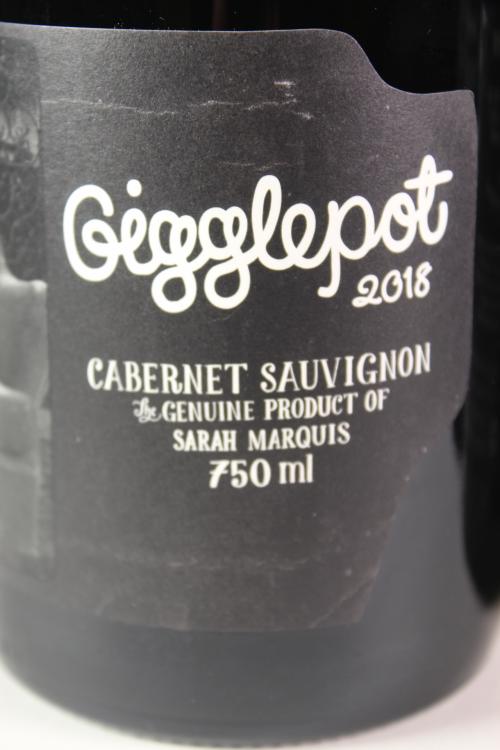 Gigglepot
2018
CABERNET SAUVIGNON
The GENUINE PRODUCT OF
SARAH MARQUIS
750 ml